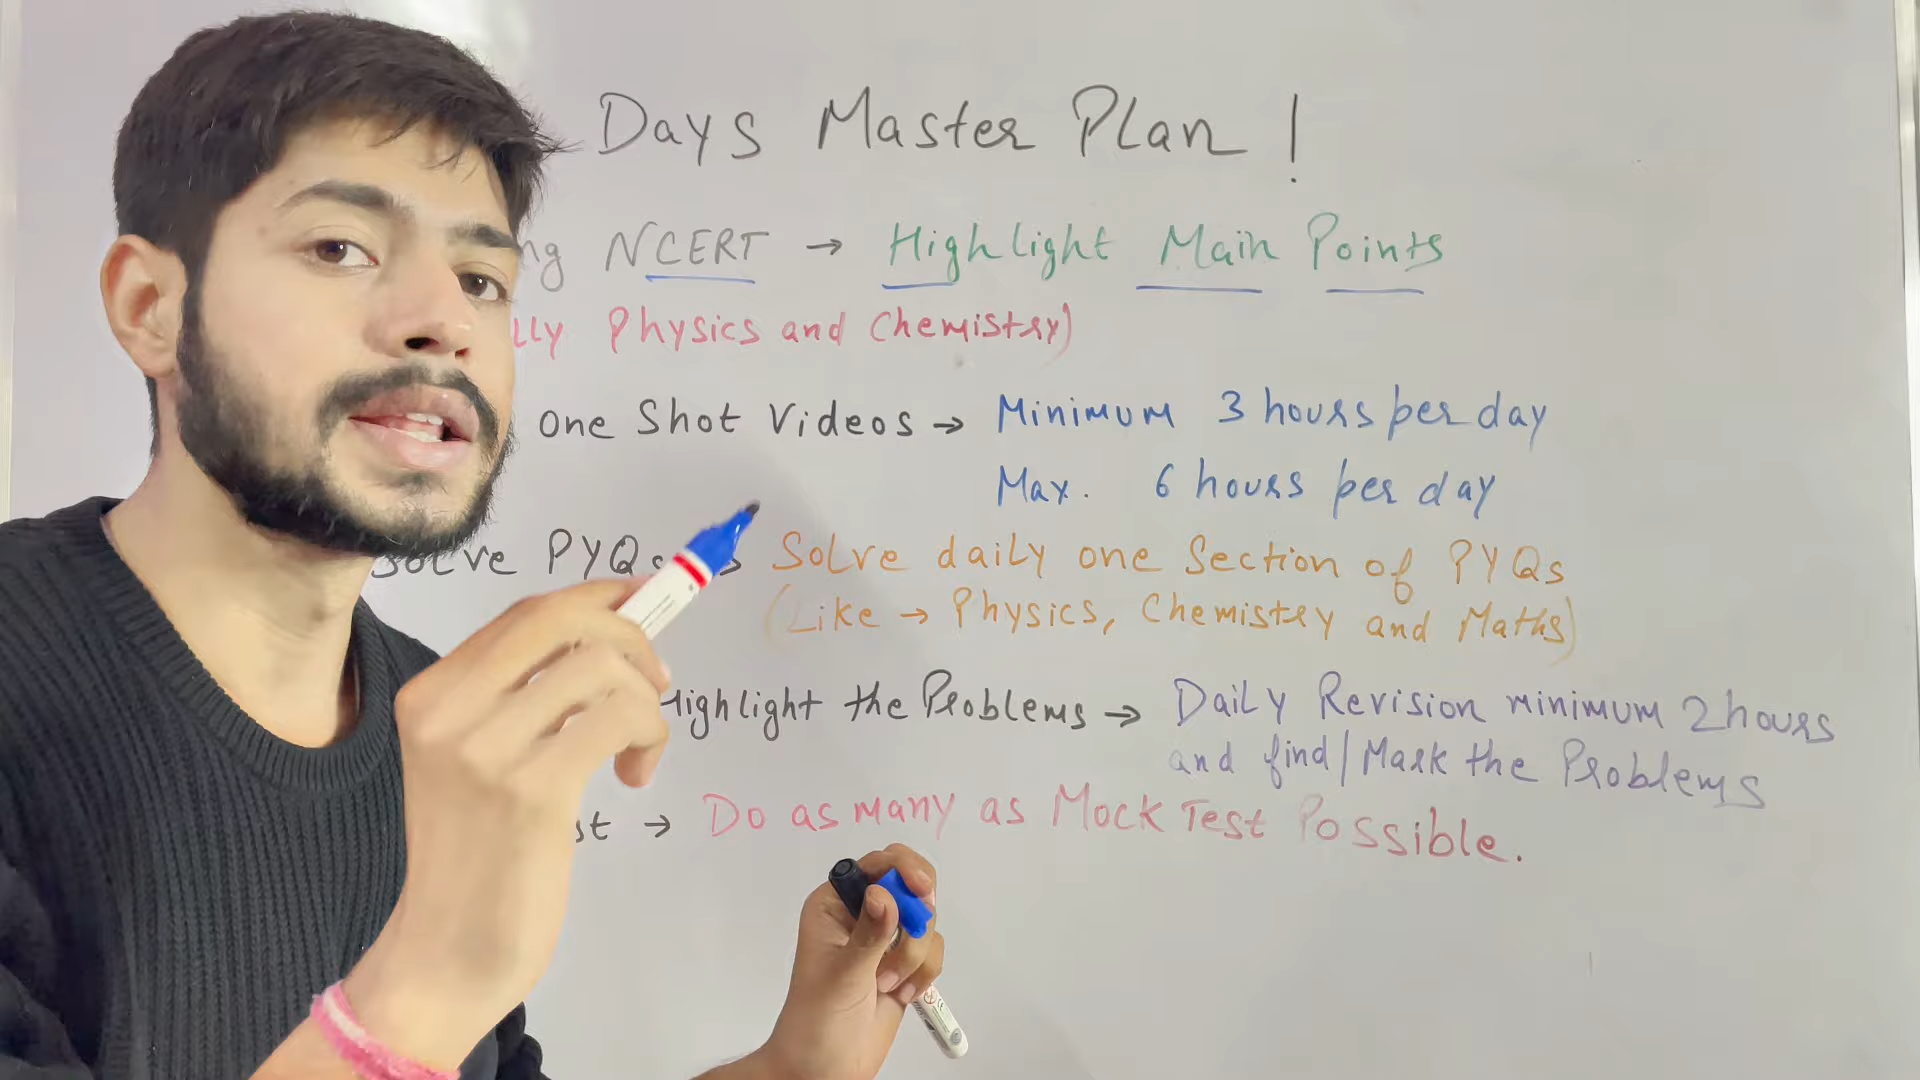 Days Master Plan !
NCERT → Highlight Main Points
Physics and Chemistry)
One Shot Videos → Minimum 3 hours per day
Max. 6 hours per day
Solve PYQs Solve daily one Section of PYQs
(Like → Physics, Chemistry and Maths)
Highlight the Problems → Daily Revision minimum 2 hours
and find/Mark the Problems
→ Do as many as Mock Test Possible.